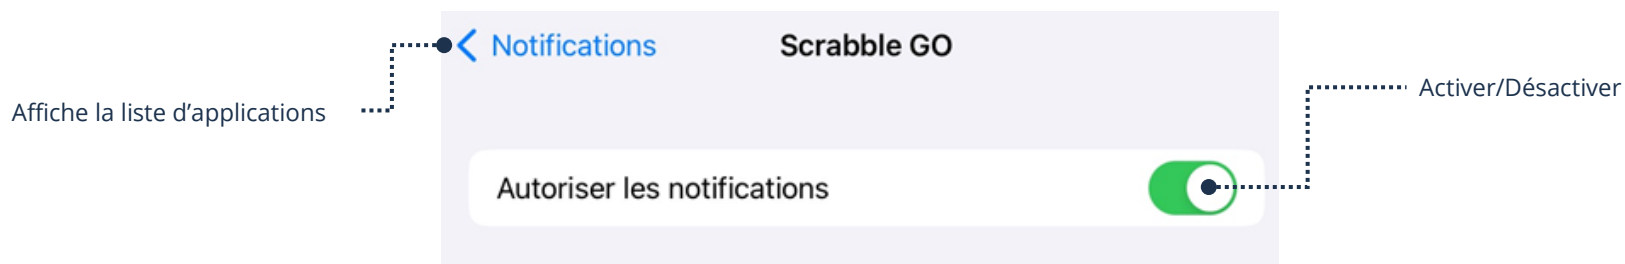 Notifications
Scrabble GO
Affiche la liste d’applications
Activer/Désactiver
Autoriser les notifications